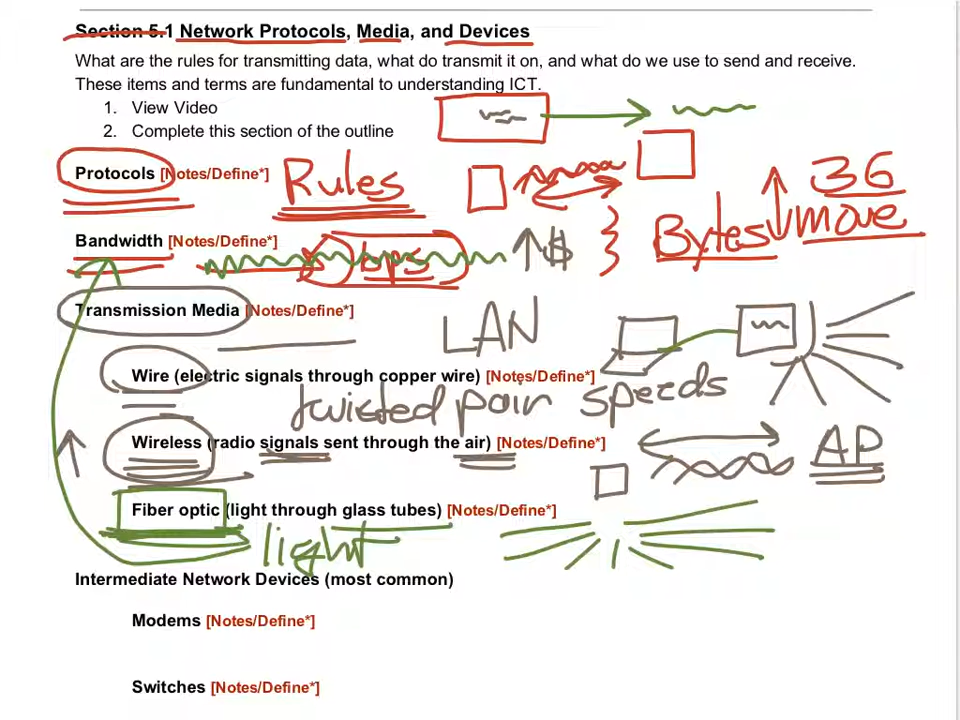 Section 5.1 Network Protocols, Media, and Devices
What are the rules for transmitting data, what do transmit it on, and what do we use to send and receive.
These items and terms are fundamental to understanding ICT.
1. View Video
2. Complete this section of the outline
Protocols [Notes/Define*] Rules 3G
Bytes move
Bandwidth [Notes/Define*] bps $
Transmission Media [Notes/Define*] LAN
Wire (electric signals through copper wire) [Notes/Define*]
twisted pair speeds
Wireless (radio signals sent through the air) [Notes/Define*] AP
Fiber optic (light through glass tubes) [Notes/Define*]
light
Intermediate Network Devices (most common)
Modems [Notes/Define*]
Switches [Notes/Define*]